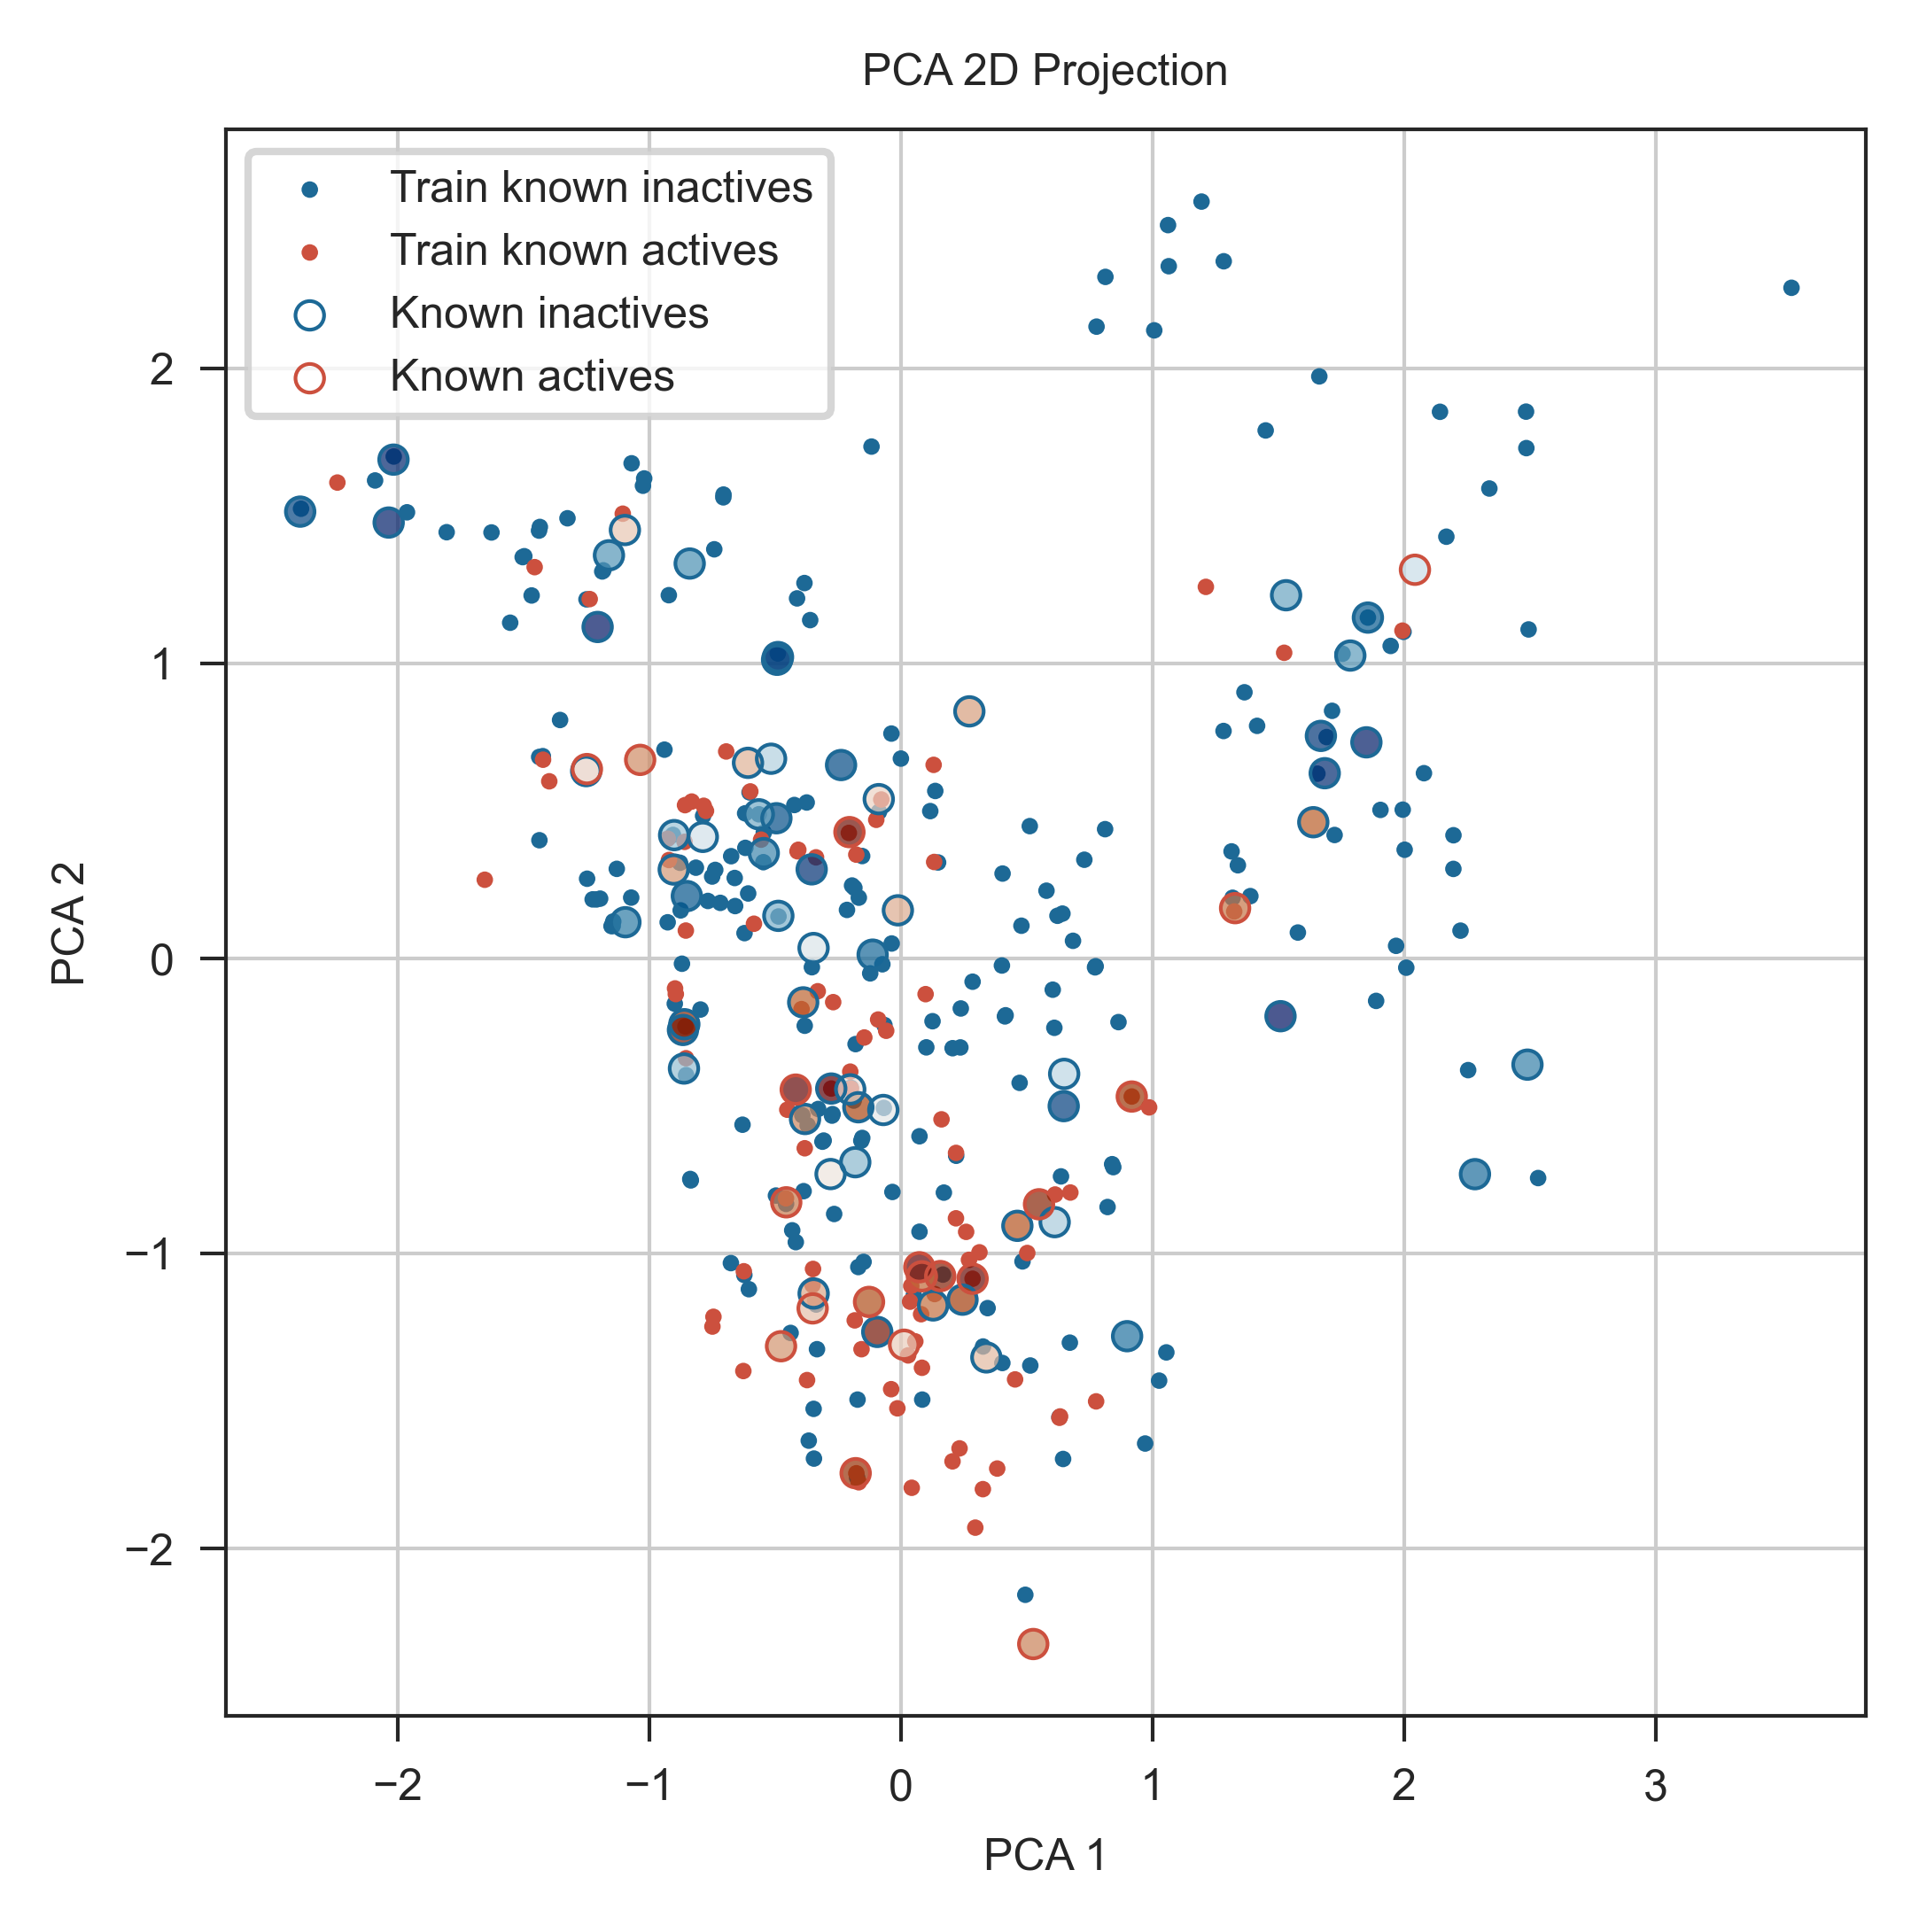 PCA 2D Projection
Train known inactives
Train known actives
Known inactives
Known actives
2
1
0
−1
−2
PCA 2
−2
−1
0
1
2
3
PCA 1